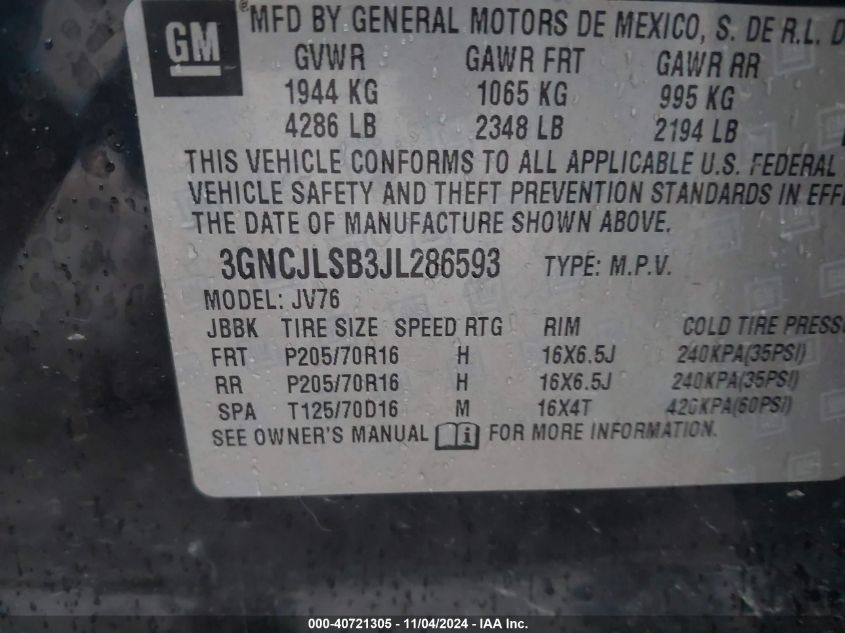 GM
®MFD BY GENERAL MOTORS DE MEXICO, S. DE R.L. D
GVWR GAWR FRT GAWR RR
1944 KG 1065 KG 995 KG
4286 LB 2348 LB 2194 LB
THIS VEHICLE CONFORMS TO ALL APPLICABLE U.S. FEDERAL
VEHICLE SAFETY AND THEFT PREVENTION STANDARDS IN EFFE
THE DATE OF MANUFACTURE SHOWN ABOVE.
3GNCJLSB3JL286593 TYPE: M.P.V.
MODEL: JV76
JBBK TIRE SIZE SPEED RTG RIM COLD TIRE PRESS
FRT P205/70R16 H 16X6.5J 240KPA(35PSI)
RR P205/70R16 H 16X6.5J 240KPA(35PSI)
SPA T125/70D16 M 16X4T 420KPA(60PSI)
SEE OWNER'S MANUAL i FOR MORE INFORMATION.
000-40721305 - 11/04/2024 - IAA Inc.